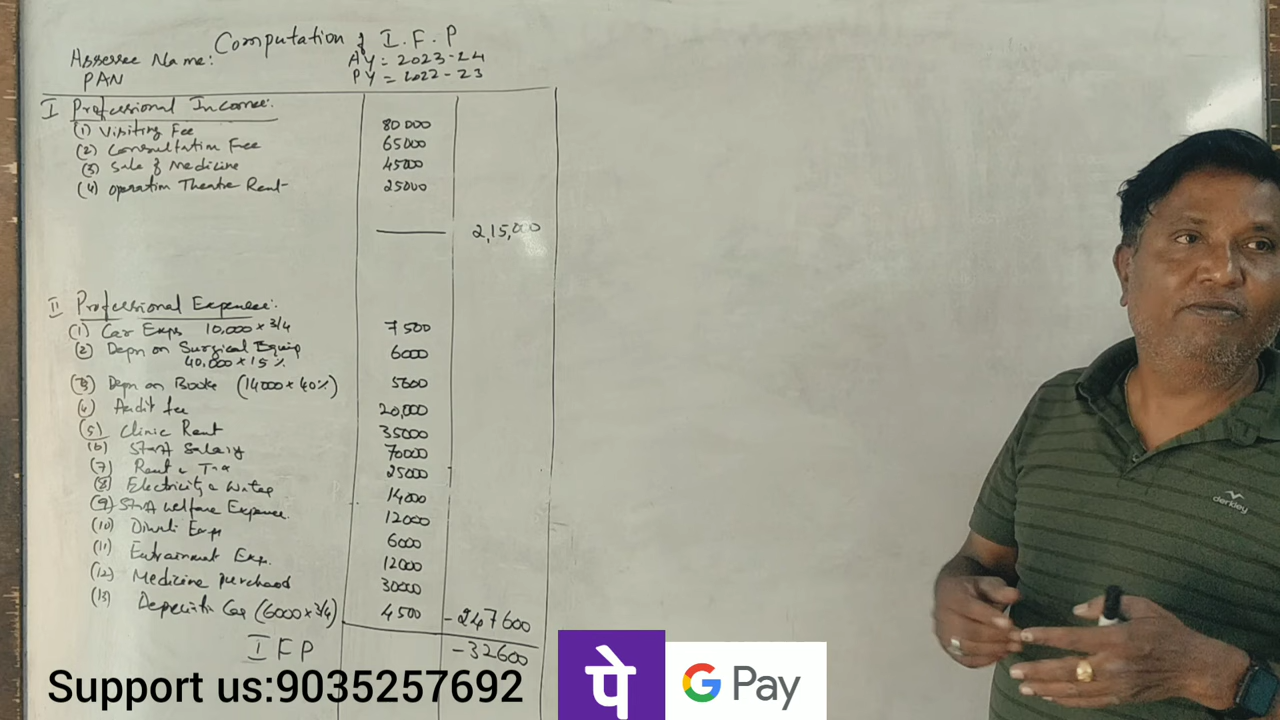 Computation of I.F.P
Assessee Name:
AY = 2023-24
PAN
PY = 2022-23
I Professional Income:
(1) Visiting Fee 80000
(2) Consultation Fee 65000
(3) Sale of Medicine 45000
(4) Operation Theatre Rent 25000
2,15,000
II Professional Expenses:
(1) Car Exps 10,000 x 3/4 7500
(2) Depn on Surgical Equip 6000
40,000 x 15%
(3) Depn on Books (14000 x 40%) 5600
(4) Audit fee 20,000
(5) Clinic Rent 35000
(6) Staff Salary 70000
(7) Rent & Tax 25000
(8) Electricity & Water 14000
(9) Staff Welfare Expense 12000
(10) Diwali Exps 6000
(11) Entrainment Exp. 12000
(12) Medicine purchased 30000
(13) Depeciatn Car (6000 x 3/4) 4500 -247600
I F P -32600
derbey
Support us:9035257692
पे
G Pay